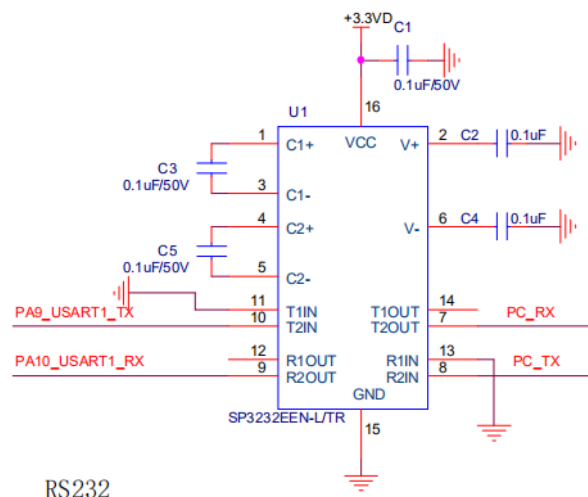 +3.3VD
C1
0.1uF/50V
U1
16
1
C1+
VCC
V+
2
C2
0.1uF
C3
0.1uF/50V
3
C1-
4
C2+
V-
6
C4
0.1uF
C5
0.1uF/50V
5
C2-
PA9_USART1_TX
11
T1IN
T1OUT
14
10
T2IN
T2OUT
7
PC_RX
PA10_USART1_RX
12
R1OUT
R1IN
13
PC_TX
9
R2OUT
R2IN
8
GND
SP3232EEN-L/TR
15
RS232